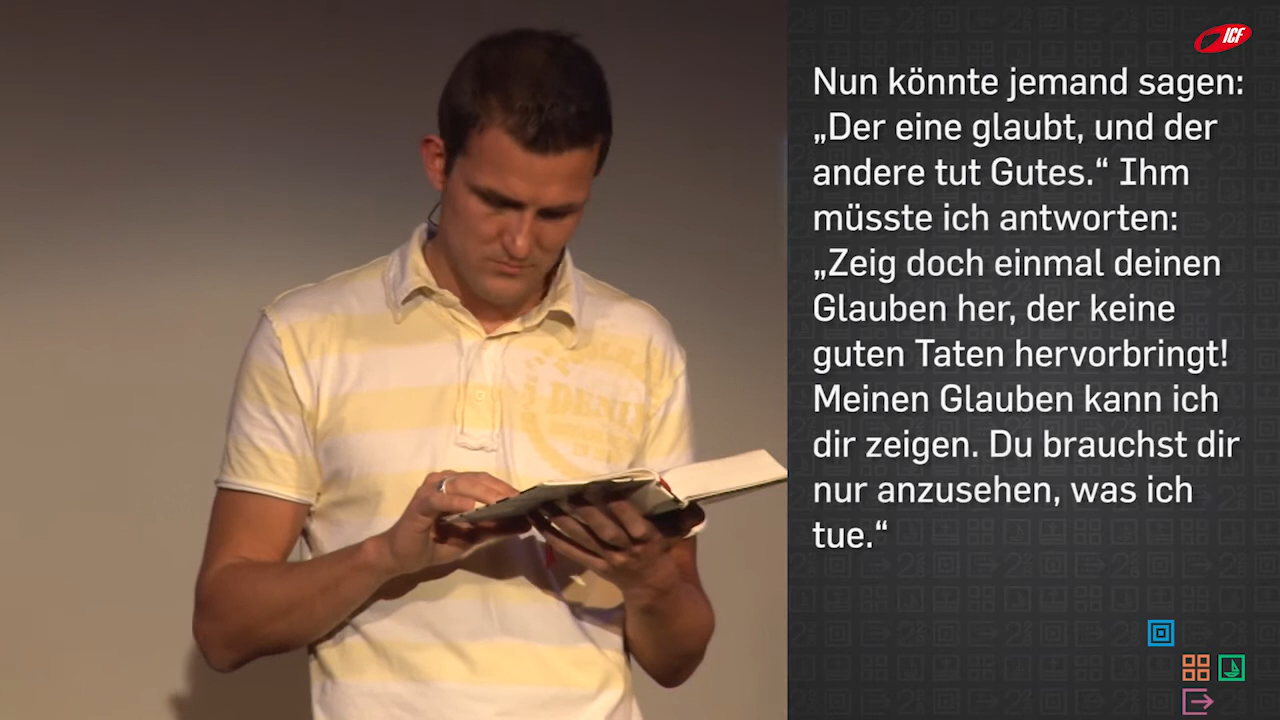 ICF
Nun könnte jemand sagen:
„Der eine glaubt, und der
andere tut Gutes.“ Ihm
müsste ich antworten:
„Zeig doch einmal deinen
Glauben her, der keine
guten Taten hervorbringt!
Meinen Glauben kann ich
dir zeigen. Du brauchst dir
nur anzusehen, was ich
tue.“